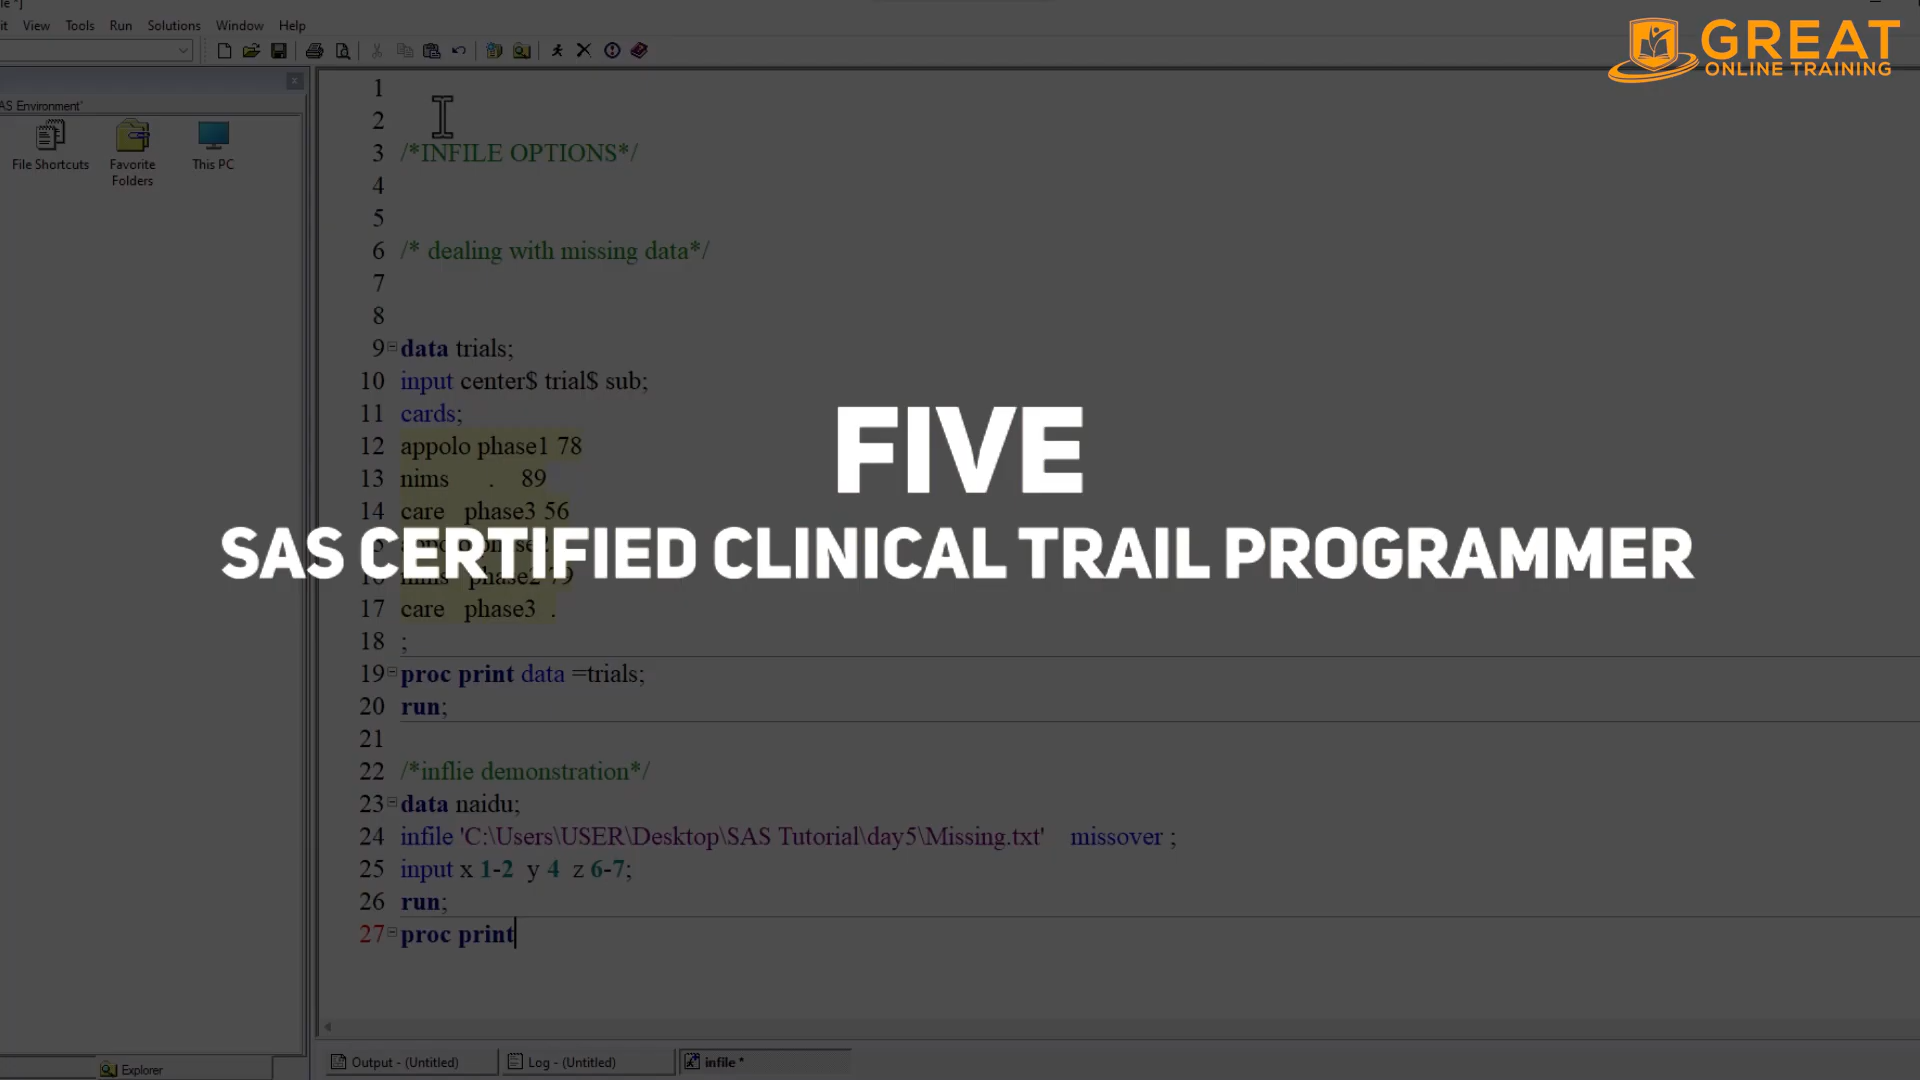 it View Tools Run Solutions Window Help
GREAT
ONLINE TRAINING
AS Environment'
File Shortcuts
Favorite
Folders
This PC
1
2
3 /*INFILE OPTIONS*/
4
5
6 /* dealing with missing data*/
7
8
9 data trials;
10 input center$ trial$ sub;
11 cards;
12 appolo phase1 78
13 nims . 89
14 care phase3 56
17 care phase3 .
18 ;
19 proc print data =trials;
20 run;
21
22 /*inflie demonstration*/
23 data naidu;
24 infile 'C:\Users\USER\Desktop\SAS Tutorial\day5\Missing.txt' missover ;
25 input x 1-2 y 4 z 6-7;
26 run;
27 proc print
FIVE
SAS CERTIFIED CLINICAL TRAIL PROGRAMMER
Explorer
Output - (Untitled)
Log - (Untitled)
infile *